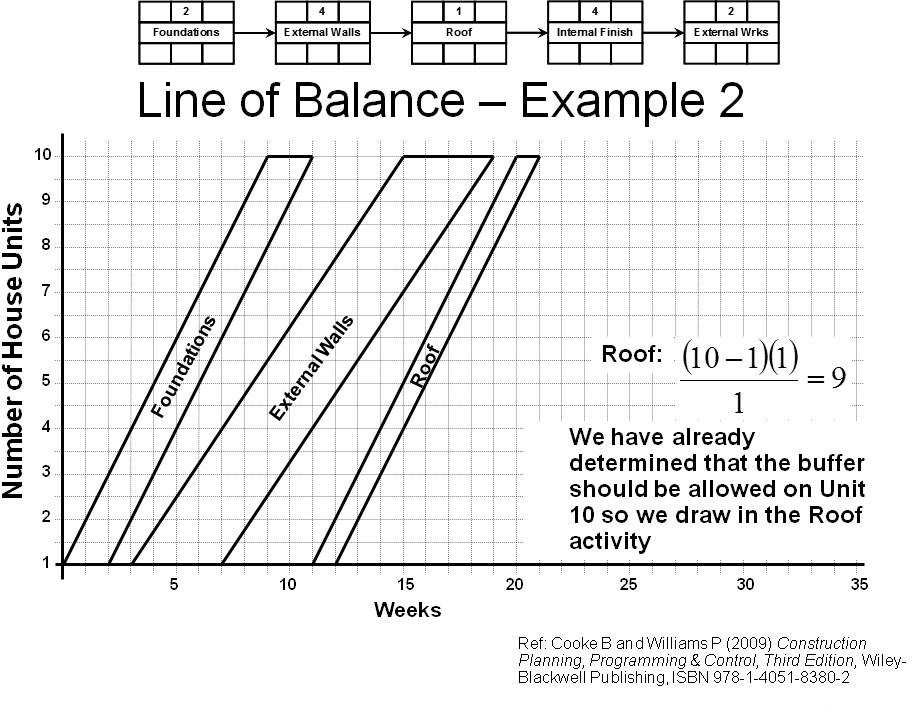 2 4 1 4 2
Foundations External Walls Roof Internal Finish External Wrks
Line of Balance – Example 2
Number of House Units
10
9
8
7
6
5
4
3
2
1
Foundations
External Walls
Roof
Roof: (10 – 1)(1) / 1 = 9
We have already
determined that the buffer
should be allowed on Unit
10 so we draw in the Roof
activity
5 10 15 20 25 30 35
Weeks
Ref: Cooke B and Williams P (2009) Construction
Planning, Programming & Control, Third Edition, Wiley-
Blackwell Publishing, ISBN 978-1-4051-8380-2